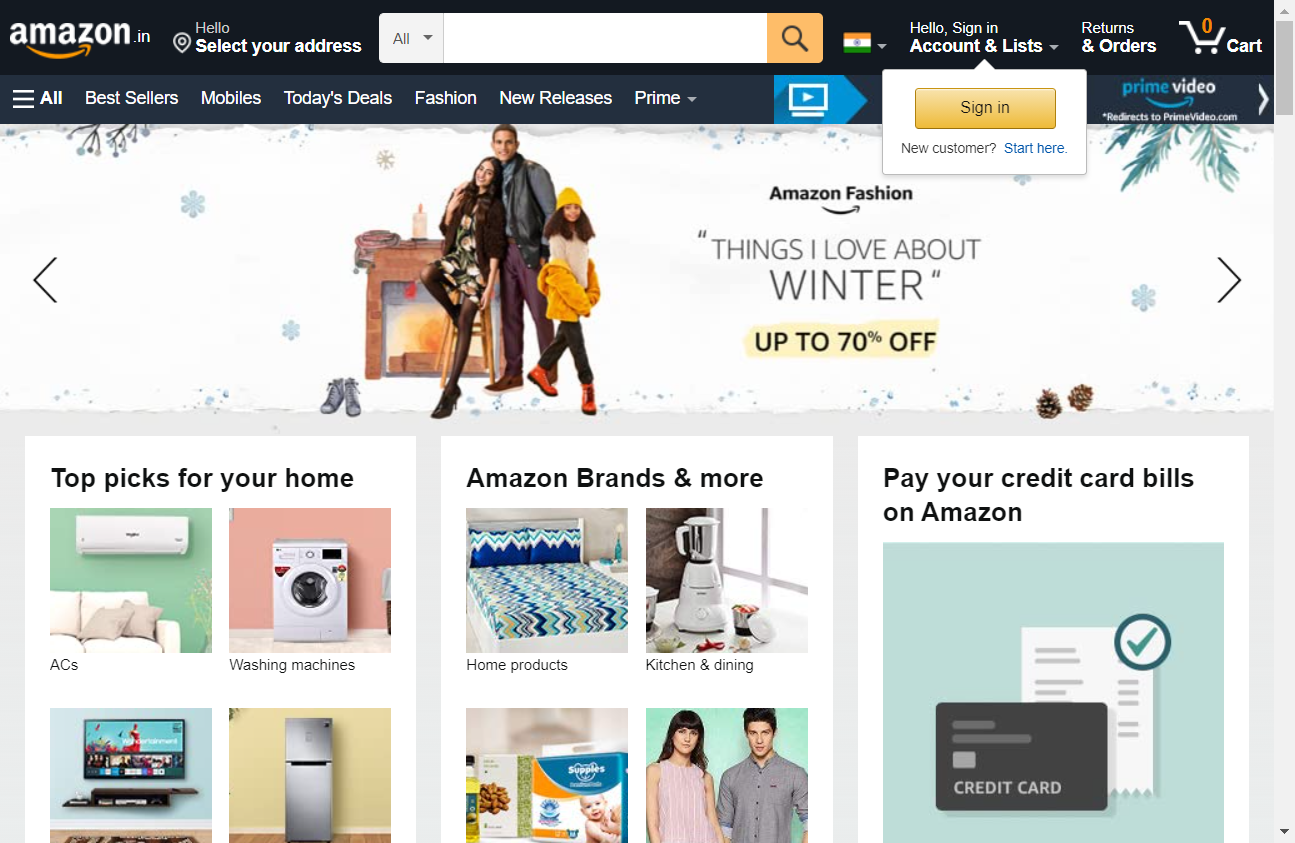 amazon.in
Hello
Select your address
All
Hello, Sign in
Account & Lists
Returns
& Orders
0
Cart
All
Best Sellers
Mobiles
Today's Deals
Fashion
New Releases
Prime
prime video
*Redirects to PrimeVideo.com
Sign in
New customer? Start here.
Amazon Fashion
"THINGS I LOVE ABOUT
WINTER"
UP TO 70% OFF
Top picks for your home
ACs
Washing machines
Amazon Brands & more
Home products
Kitchen & dining
Supples
Pay your credit card bills
on Amazon
CREDIT CARD